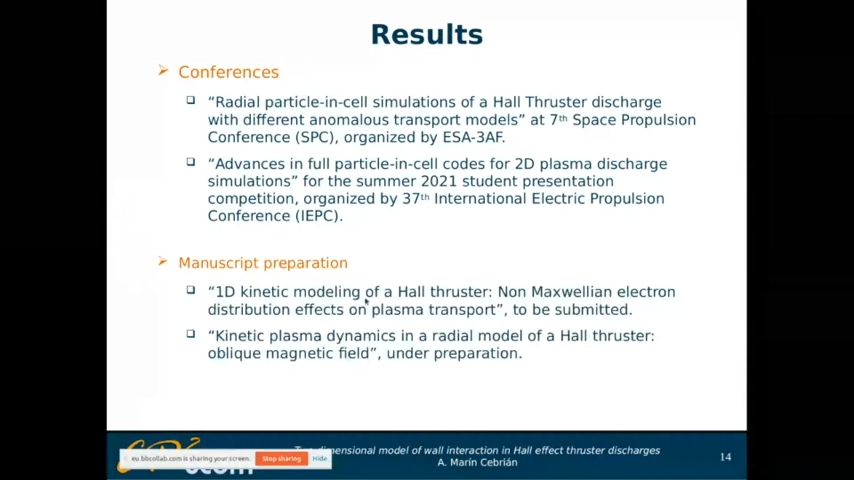 Results
Conferences
“Radial particle-in-cell simulations of a Hall Thruster discharge
with different anomalous transport models” at 7th Space Propulsion
Conference (SPC), organized by ESA-3AF.
“Advances in full particle-in-cell codes for 2D plasma discharge
simulations” for the summer 2021 student presentation
competition, organized by 37th International Electric Propulsion
Conference (IEPC).
Manuscript preparation
“1D kinetic modeling of a Hall thruster: Non Maxwellian electron
distribution effects on plasma transport”, to be submitted.
“Kinetic plasma dynamics in a radial model of a Hall thruster:
oblique magnetic field”, under preparation.
dimensional model of wall interaction in Hall effect thruster discharges
A. Marín Cebrián
14
eu.bbcollab.com is sharing your screen. Stop sharing Hide